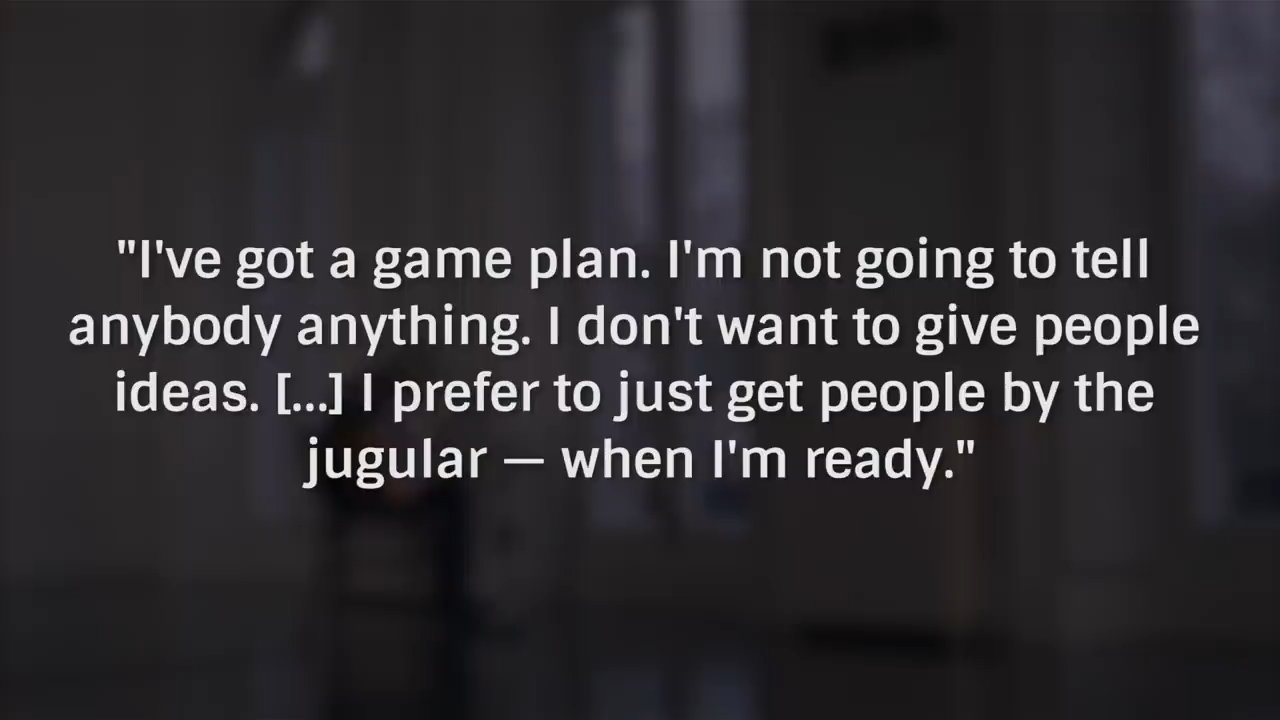 "I've got a game plan. I'm not going to tell
anybody anything. I don't want to give people
ideas. [...] I prefer to just get people by the
jugular — when I'm ready."